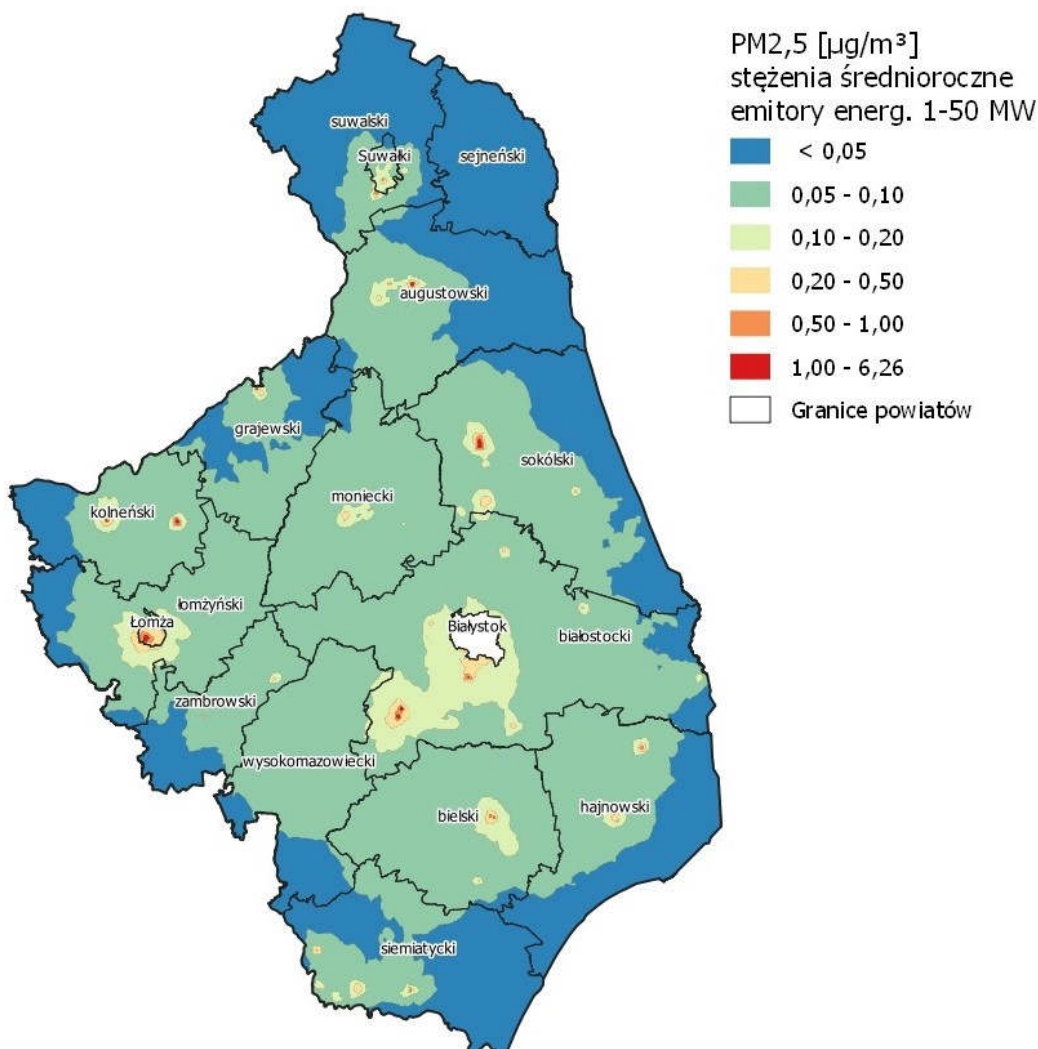 PM2,5 [µg/m³]
stężenia średnioroczne
emitory energ. 1-50 MW
< 0,05
0,05 - 0,10
0,10 - 0,20
0,20 - 0,50
0,50 - 1,00
1,00 - 6,26
Granice powiatów
suwalski
Suwałki
sejneński
augustowski
grajewski
sokólski
kolneński
moniecki
łomżyński
Łomża
Białystok
białostocki
zambrowski
wysokomazowiecki
bielski
hajnowski
siemiatycki